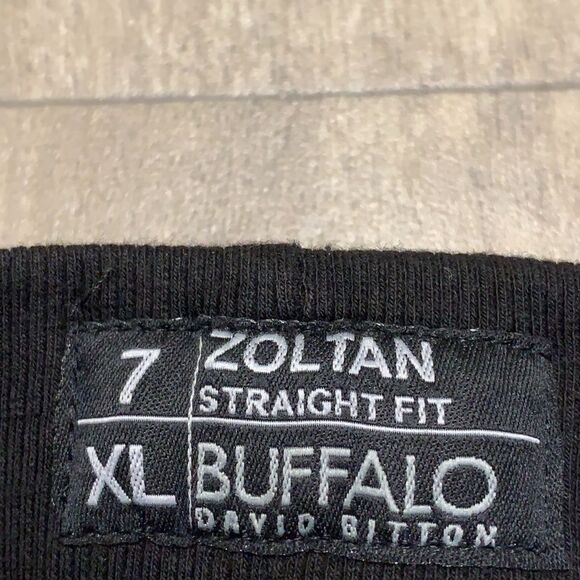 7 ZOLTAN
STRAIGHT FIT
XL BUFFALO
DAVID BITTON